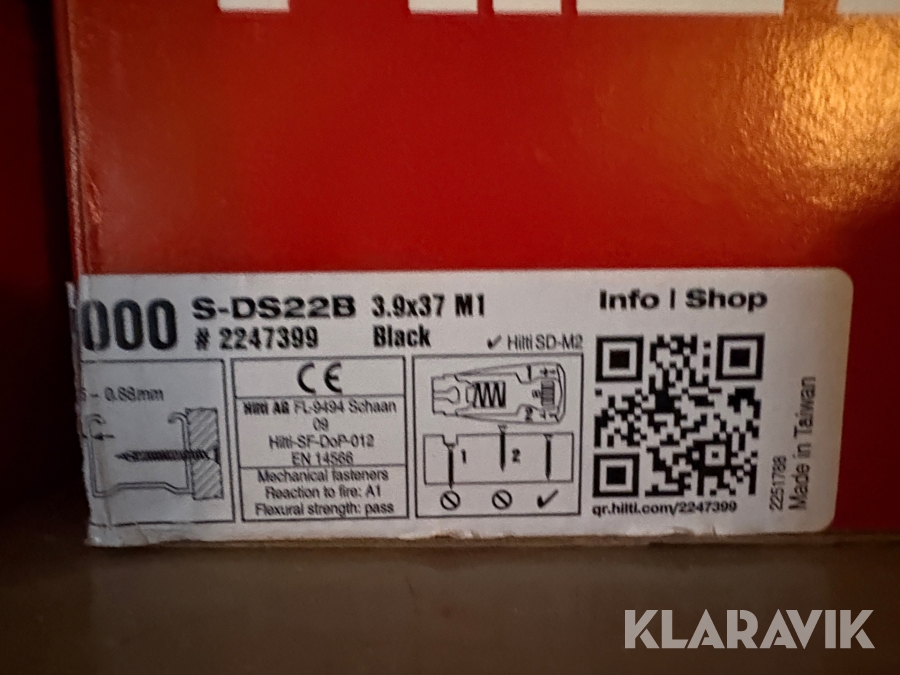 000 S-DS22B 3.9x37 M1
# 2247399 Black
✓ Hilti SD-M2
Info | Shop
- 0.88mm
CE
Hilti AG FL-9494 Schaan
09
Hilti-SF-DoP-012
EN 14566
Mechanical fasteners
Reaction to fire: A1
Flexural strength: pass
1
2
1 2
qr.hilti.com/2247399
2251788
Made in Taiwan
KLARAVIK